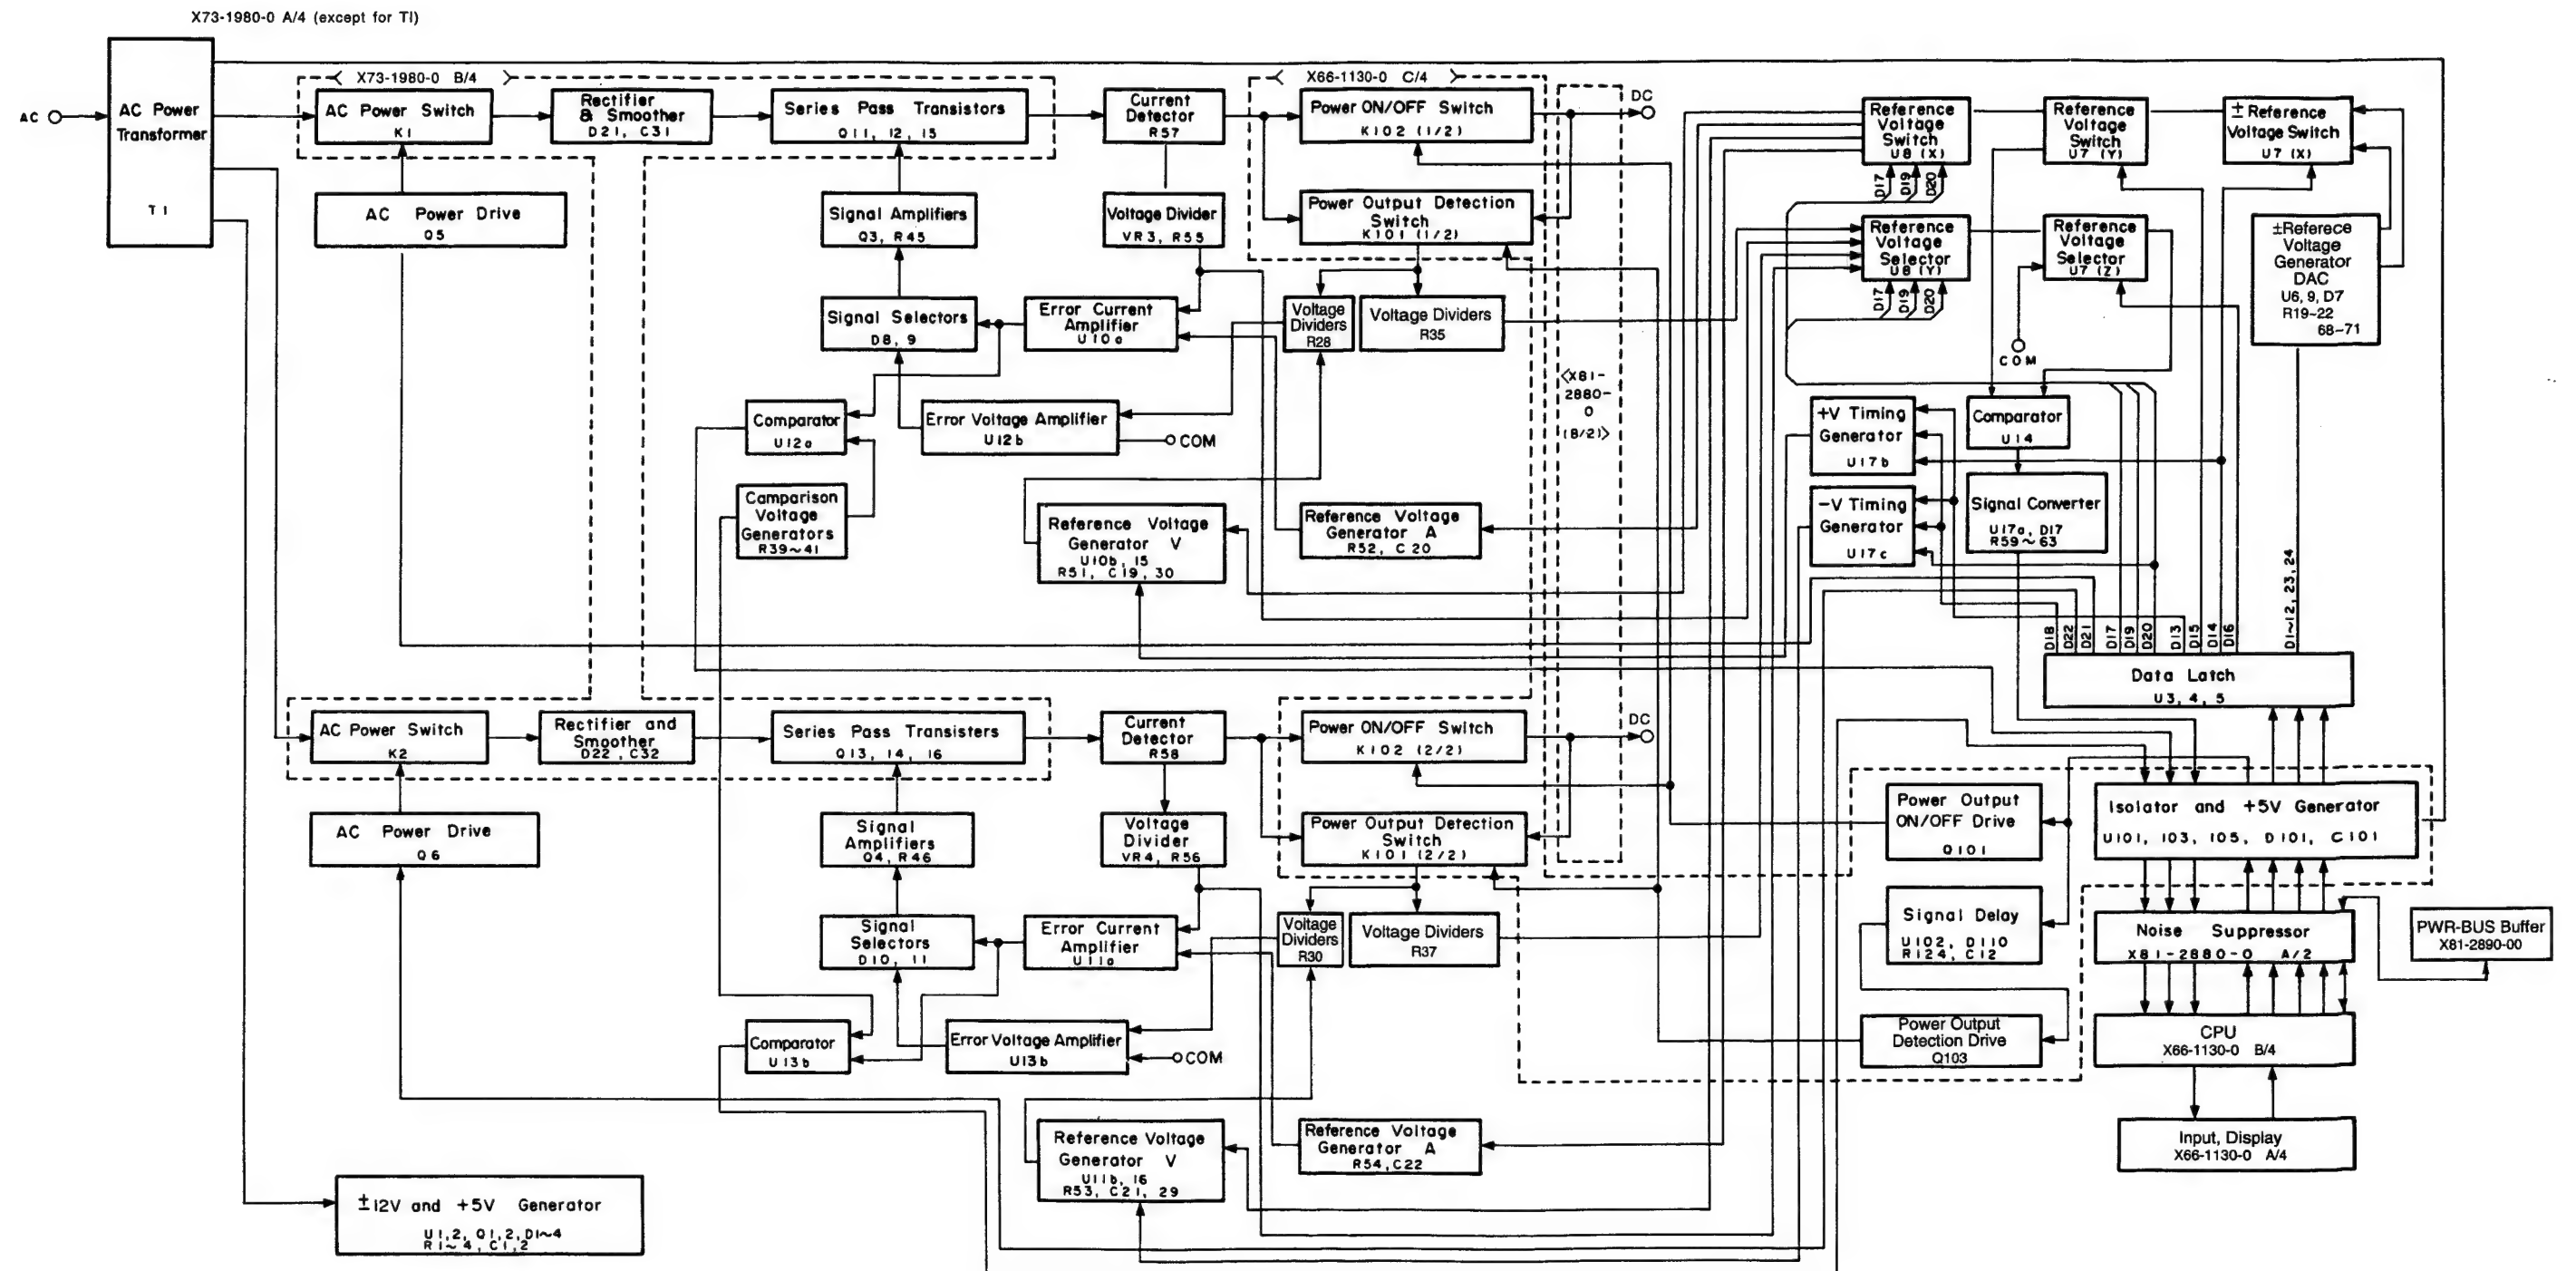 X73-1980-0 A/4 (except for TI)
AC
AC Power
Transformer
T1
X73-1980-0 B/4
AC Power Switch
K1
Rectifier
& Smoother
D21, C31
Series Pass Transistors
Q11, 12, 15
Current
Detector
R57
X66-1130-0 C/4
Power ON/OFF Switch
K102 (1/2)
DC
AC Power Drive
Q5
Signal Amplifiers
Q3, R45
Voltage Divider
VR3, R55
Power Output Detection
Switch
K101 (1/2)
Signal Selectors
D8, 9
Error Current
Amplifier
U10a
Voltage
Dividers
R28
Voltage Dividers
R35
Comparator
U12a
Error Voltage Amplifier
U12b
COM
<X81-
2880-
0
(B/2)>
Camparison
Voltage
Generators
R39~41
Reference Voltage
Generator V
U10b, 15
R51, C19, 30
Reference Voltage
Generator A
R52, C20
Reference
Voltage
Switch
U8 (X)
Reference
Voltage
Switch
U7 (Y)
± Reference
Voltage Switch
U7 (X)
D17
D19
D20
Reference
Voltage
Selector
U8 (Y)
Reference
Voltage
Selector
U7 (Z)
±Referece
Voltage
Generator
DAC
U6, 9, D7
R19~22
68~71
D17
D19
D20
COM
+V Timing
Generator
U17b
Comparator
U14
-V Timing
Generator
U17c
Signal Converter
U17a, D17
R59~63
D18
D22
D21
D17
D19
D20
D13
D15
D14
D16
D1~12, 23, 24
Data Latch
U3, 4, 5
AC Power Switch
K2
Rectifier and
Smoother
D22, C32
Series Pass Transisters
Q13, 14, 16
Current
Detector
R58
Power ON/OFF Switch
K102 (2/2)
DC
AC Power Drive
Q6
Signal
Amplifiers
Q4, R46
Voltage
Divider
VR4, R56
Power Output Detection
Switch
K101 (2/2)
Power Output
ON/OFF Drive
Q101
Isolator and +5V Generator
U101, 103, 105, D101, C101
Signal
Selectors
D10, 11
Error Current
Amplifier
U11a
Voltage
Dividers
R30
Voltage Dividers
R37
Signal Delay
U102, D110
R124, C12
Noise Suppressor
X81-2880-0 A/2
PWR-BUS Buffer
X81-2890-00
Comparator
U13b
Error Voltage Amplifier
U13b
COM
Power Output
Detection Drive
Q103
CPU
X66-1130-0 B/4
Reference Voltage
Generator V
U11b, 16
R53, C21, 29
Reference Voltage
Generator A
R54, C22
Input, Display
X66-1130-0 A/4
±12V and +5V Generator
U1,2, Q1,2, D1~4
R1~4, C1,2